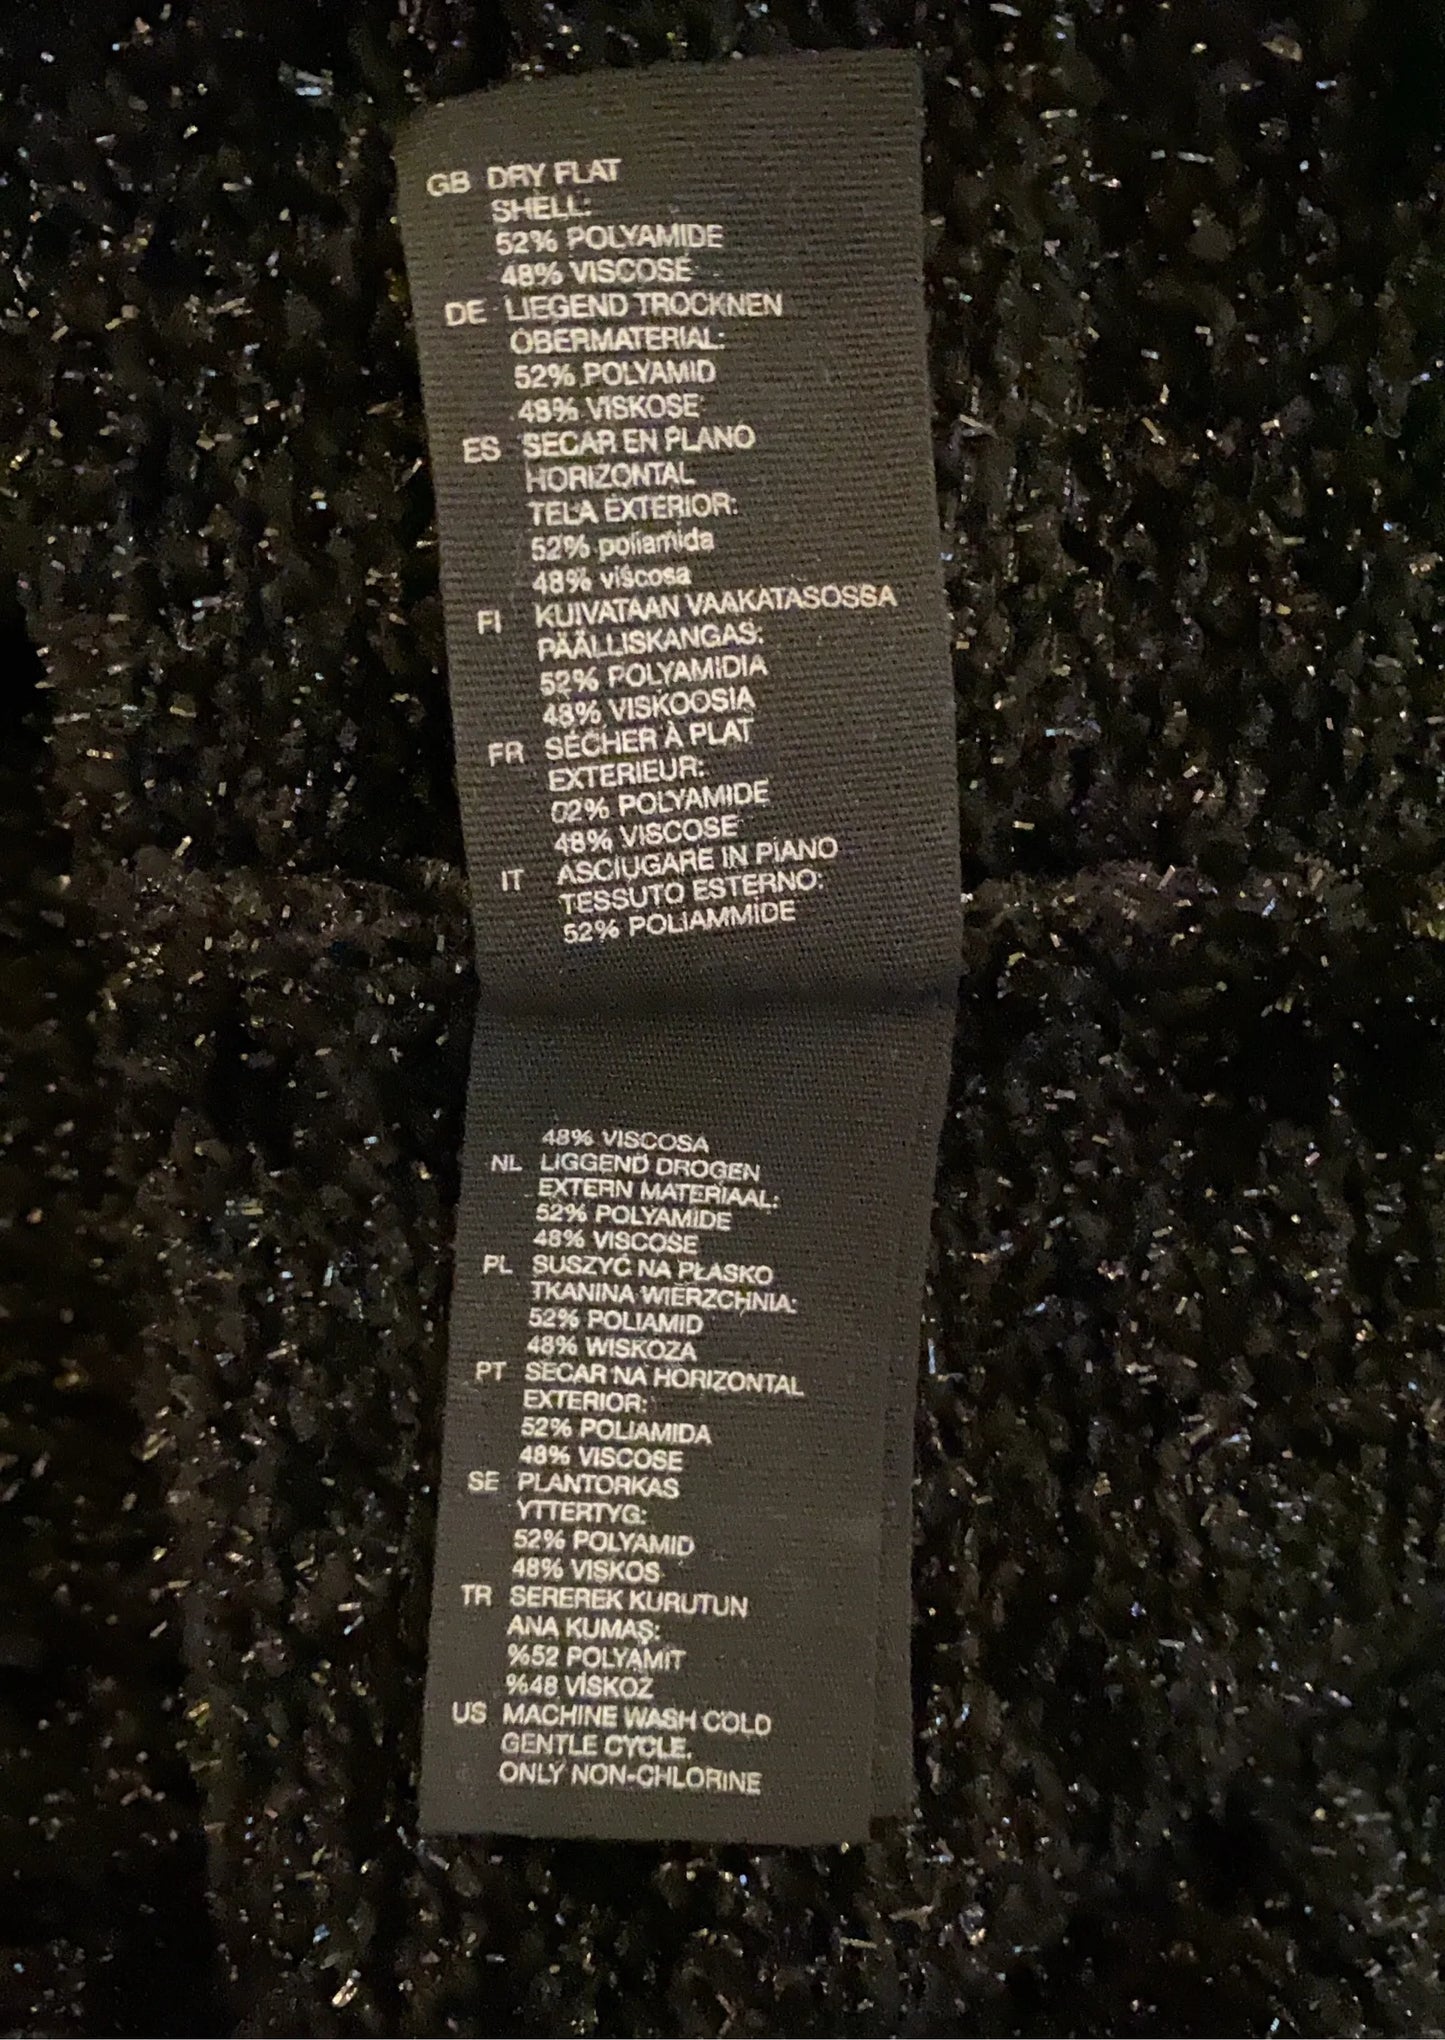 GB DRY FLAT
SHELL:
52% POLYAMIDE
48% VISCOSE
DE LIEGEND TROCKNEN
OBERMATERIAL:
52% POLYAMID
48% VISKOSE
ES SECAR EN PLANO
HORIZONTAL
TELA EXTERIOR:
52% poliamida
48% viscosa
FI KUIVATAAN VAAKATASOSSA
PÄÄLLISKANGAS:
52% POLYAMIDIA
48% VISKOOSIA
FR SÉCHER À PLAT
EXTERIEUR:
52% POLYAMIDE
48% VISCOSE
IT ASCIUGARE IN PIANO
TESSUTO ESTERNO:
52% POLIAMMIDE
48% VISCOSA
NL LIGGEND DROGEN
EXTERN MATERIAAL:
52% POLYAMIDE
48% VISCOSE
PL SUSZYĆ NA PŁASKO
TKANINA WIERZCHNIA:
52% POLIAMID
48% WISKOZA
PT SECAR NA HORIZONTAL
EXTERIOR:
52% POLIAMIDA
48% VISCOSE
SE PLANTORKAS
YTTERTYG:
52% POLYAMID
48% VISKOS
TR SEREREK KURUTUN
ANA KUMAŞ:
%52 POLYAMİT
%48 VİSKOZ
US MACHINE WASH COLD
GENTLE CYCLE.
ONLY NON-CHLORINE